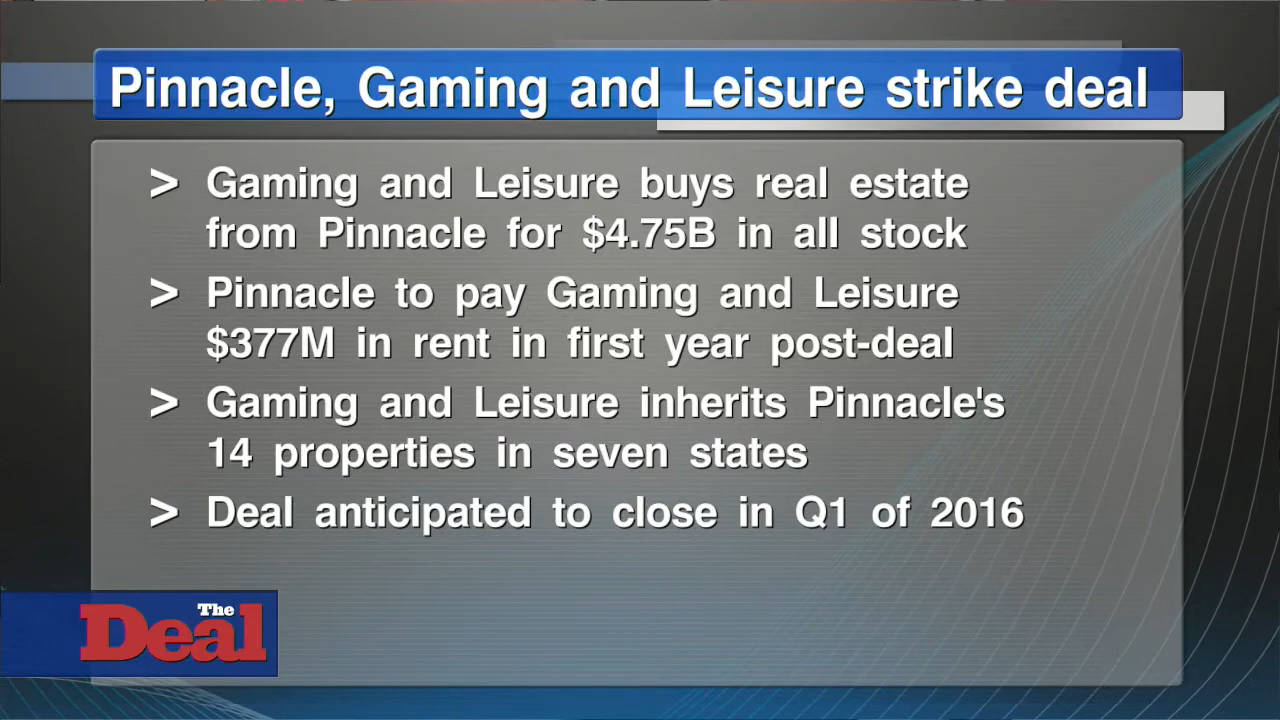 Pinnacle, Gaming and Leisure strike deal
> Gaming and Leisure buys real estate
from Pinnacle for $4.75B in all stock
> Pinnacle to pay Gaming and Leisure
$377M in rent in first year post-deal
> Gaming and Leisure inherits Pinnacle's
14 properties in seven states
> Deal anticipated to close in Q1 of 2016
The
Deal